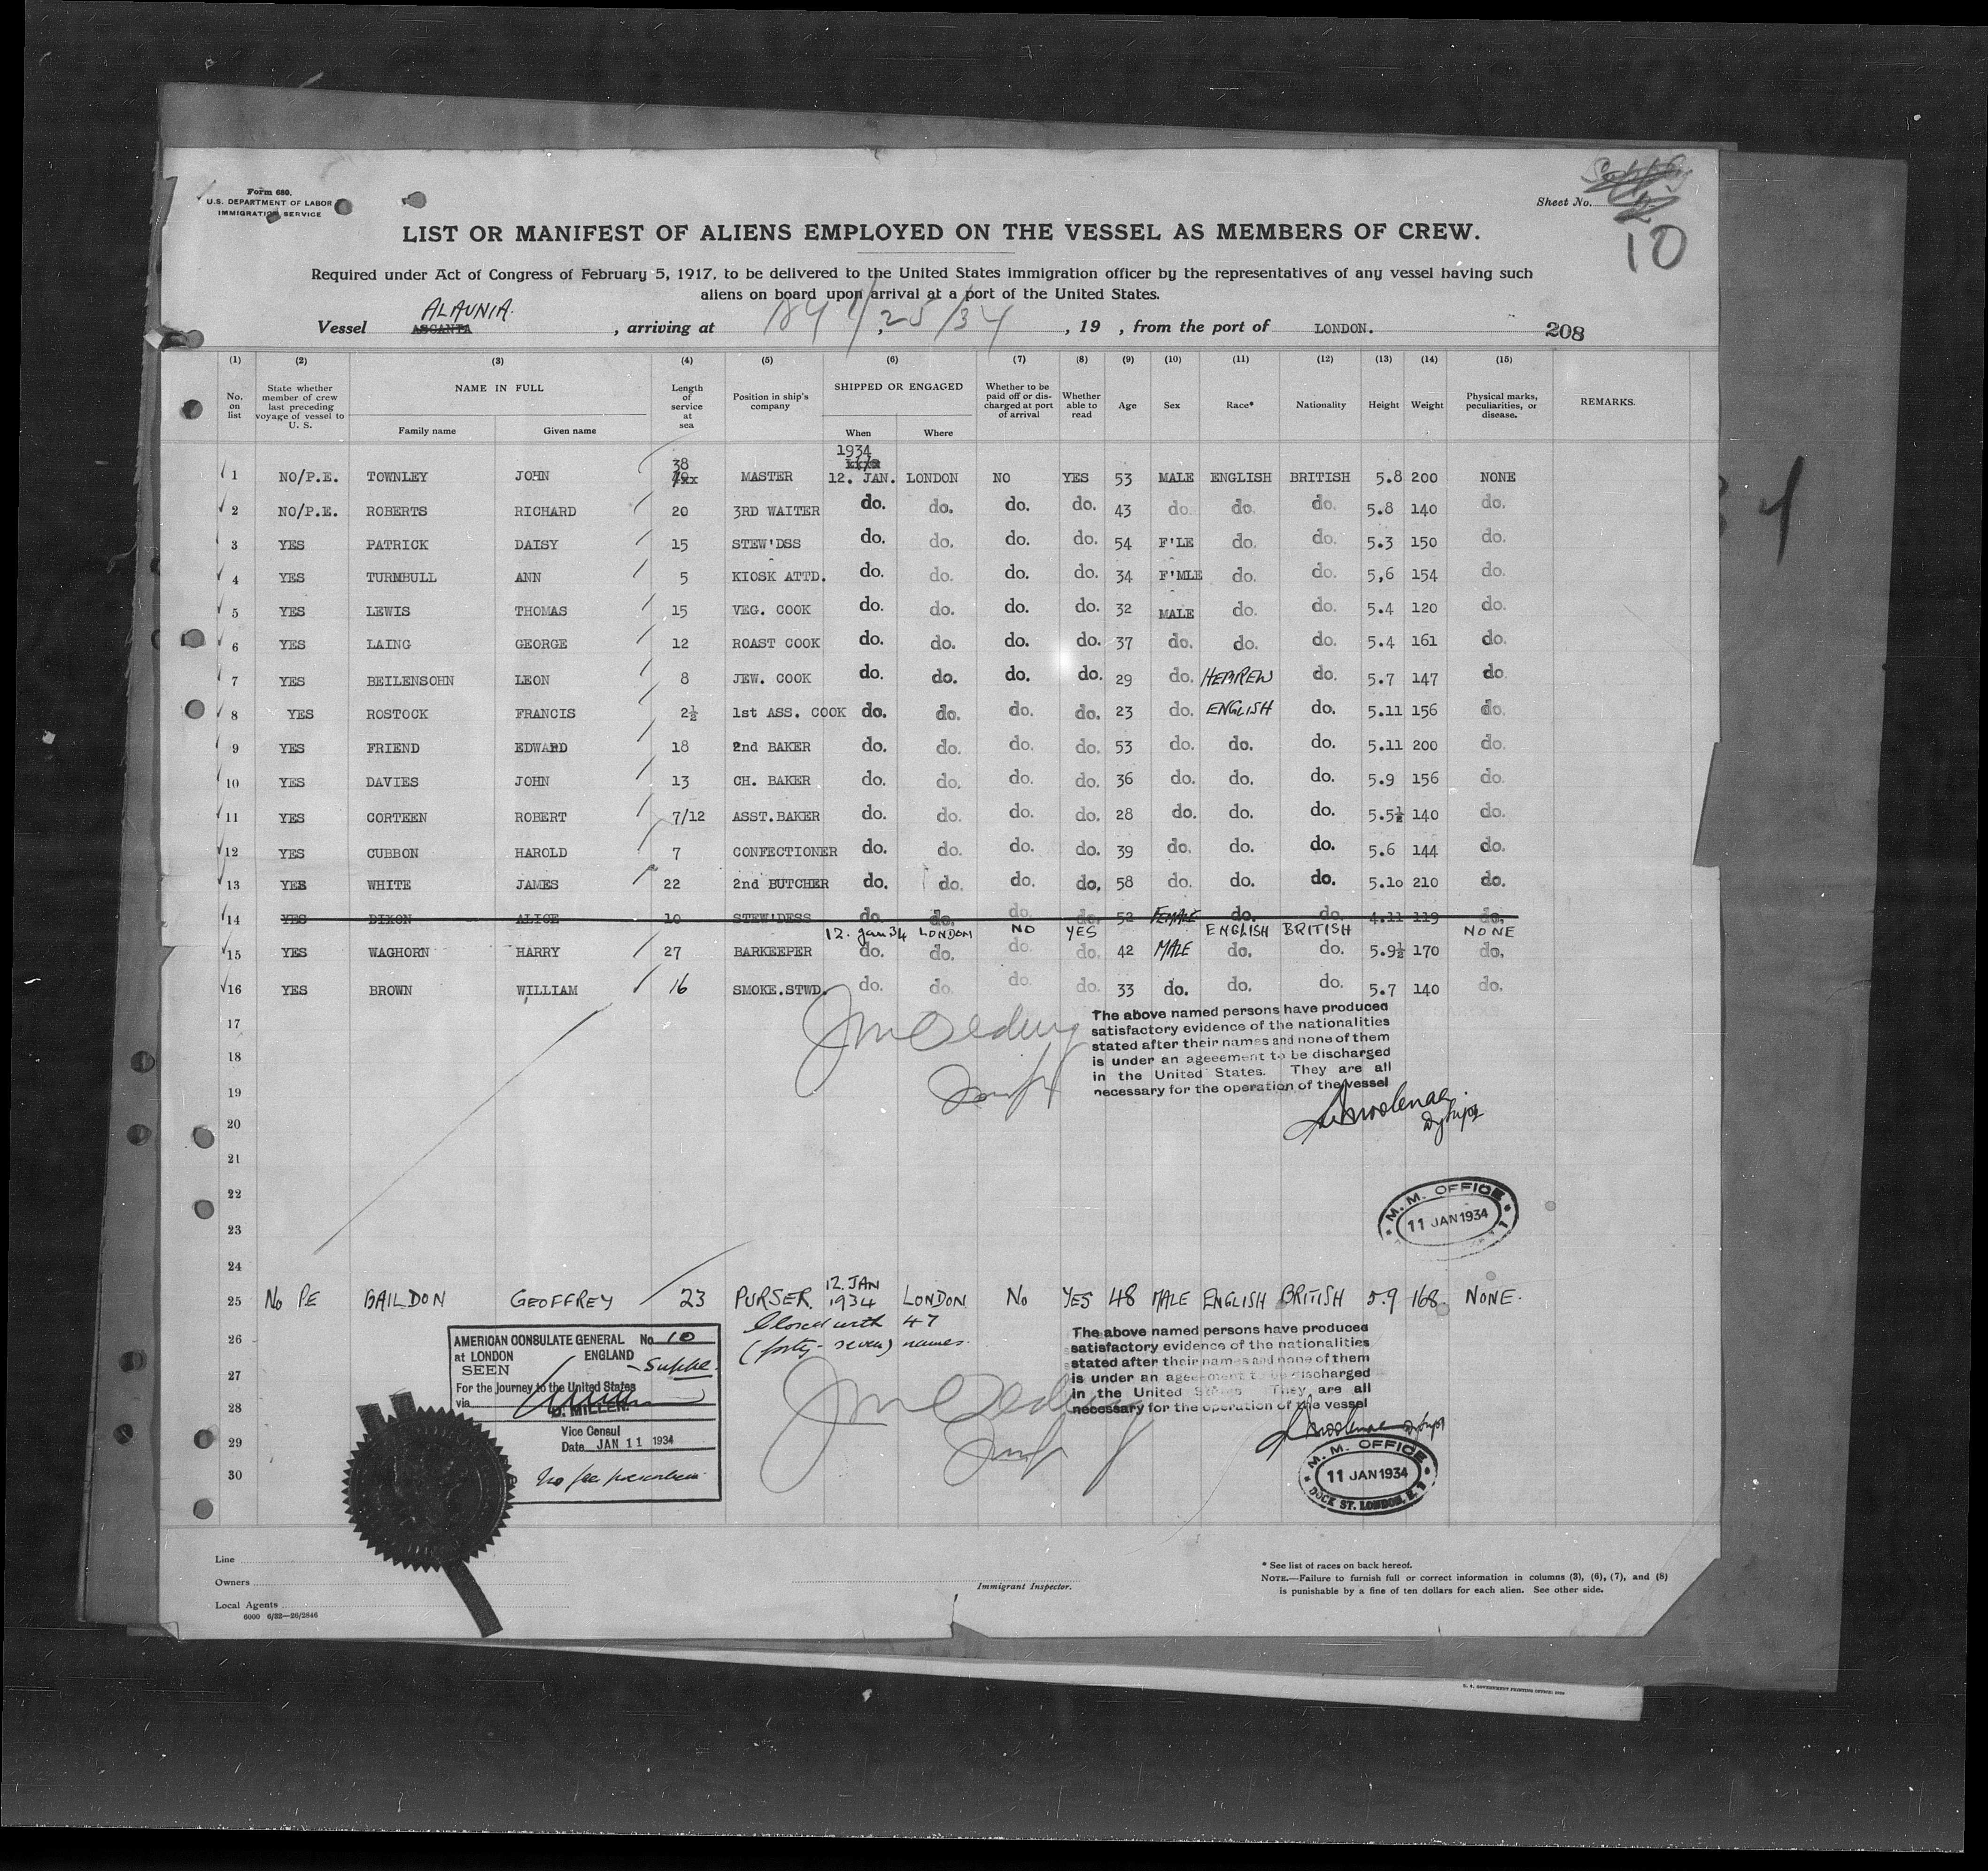 Form 680.
U.S. DEPARTMENT OF LABOR
IMMIGRATION SERVICE
Sheet No.
10
LIST OR MANIFEST OF ALIENS EMPLOYED ON THE VESSEL AS MEMBERS OF CREW.
Required under Act of Congress of February 5, 1917, to be delivered to the United States immigration officer by the representatives of any vessel having such
aliens on board upon arrival at a port of the United States.
ALAUNIA.
Vessel ASCANIA , arriving at 1/25/34 , 19 , from the port of LONDON. 208
(1) (2) (3) (4) (5) (6) (7) (8) (9) (10) (11) (12) (13) (14) (15)
No. on list State whether member of crew last preceding voyage of vessel to U. S. NAME IN FULL Length of service at sea Position in ship's company SHIPPED OR ENGAGED Whether to be paid off or discharged at port of arrival Whether able to read Age Sex Race* Nationality Height Weight Physical marks, peculiarities, or disease. REMARKS.
Family name Given name When Where
1934
38
1 NO/P.E. TOWNLEY JOHN MASTER 12. JAN. LONDON NO YES 53 MALE ENGLISH BRITISH 5.8 200 NONE
2 NO/P.E. ROBERTS RICHARD 20 3RD WAITER do. do. do. do. 43 do. do. do. 5.8 140 do.
3 YES PATRICK DAISY 15 STEW'DSS do. do. do. do. 54 F'LE do. do. 5.3 150 do.
4 YES TURNBULL ANN 5 KIOSK ATTD. do. do. do. do. 34 F'MLE do. do. 5,6 154 do.
5 YES LEWIS THOMAS 15 VEG. COOK do. do. do. do. 32 MALE do. do. 5.4 120 do.
6 YES LAING GEORGE 12 ROAST COOK do. do. do. do. 37 do. do. do. 5.4 161 do.
7 YES BEILENSOHN LEON 8 JEW. COOK do. do. do. do. 29 do. HEBREW do. 5.7 147 do
8 YES ROSTOCK FRANCIS 2½ 1st ASS. COOK do. do. do. do. 23 do. ENGLISH do. 5.11 156 do.
9 YES FRIEND EDWARD 18 2nd BAKER do. do. do. do. 53 do. do. do. 5.11 200 do.
10 YES DAVIES JOHN 13 CH. BAKER do. do. do. do. 36 do. do. do. 5.9 156 do.
11 YES CORTEEN ROBERT 7/12 ASST.BAKER do. do. do. do. 28 do. do. do. 5.5½ 140 do.
12 YES CUBBON HAROLD 7 CONFECTIONER do. do. do. do. 39 do. do. do. 5.6 144 do.
13 YES WHITE JAMES 22 2nd BUTCHER do. do. do. do. 58 do. do. do. 5.10 210 do.
14 YES DIXON ALICE 10 STEW'DESS do. do. do. do. 52 FEMALE do. do. 4.11 119 do.
12. Jan 34 LONDON NO YES ENGLISH BRITISH NONE
15 YES WAGHORN HARRY 27 BARKEEPER do. do. do. do. 42 MALE do. do. 5.9½ 170 do.
16 YES BROWN WILLIAM 16 SMOKE.STWD. do. do. do. do. 33 do. do. do. 5.7 140 do.
17
18
19
20
21
22
23
24
The above named persons have produced
satisfactory evidence of the nationalities
stated after their names and none of them
is under an ageeement to be discharged
in the United States. They are all
necessary for the operation of the vessel
M. M. OFFICE
11 JAN 1934
12. JAN
25 No PE BAILDON GEOFFREY 23 PURSER. 1934 LONDON No YES 48 MALE ENGLISH BRITISH 5.9 168 NONE.
Closed with 47
(forty-seven) names.
26
27
28
29
30
AMERICAN CONSULATE GENERAL No 10
at LONDON ENGLAND
SEEN Supple.
For the Journey to the United States
via
D. MILLER.
Vice Consul
Date JAN 11 1934
No fee prescribed.
The above named persons have produced
satisfactory evidence of the nationalities
stated after their names and none of them
is under an ageeement to be discharged
in the United States They are all
necessary for the operation of the vessel
M. M. OFFICE
11 JAN 1934
DOCK ST. LONDON, E. 1
Line
Owners
Local Agents
6000 6/32—26/2846
Immigrant Inspector.
* See list of races on back hereof.
NOTE.—Failure to furnish full or correct information in columns (3), (6), (7), and (8)
is punishable by a fine of ten dollars for each alien. See other side.